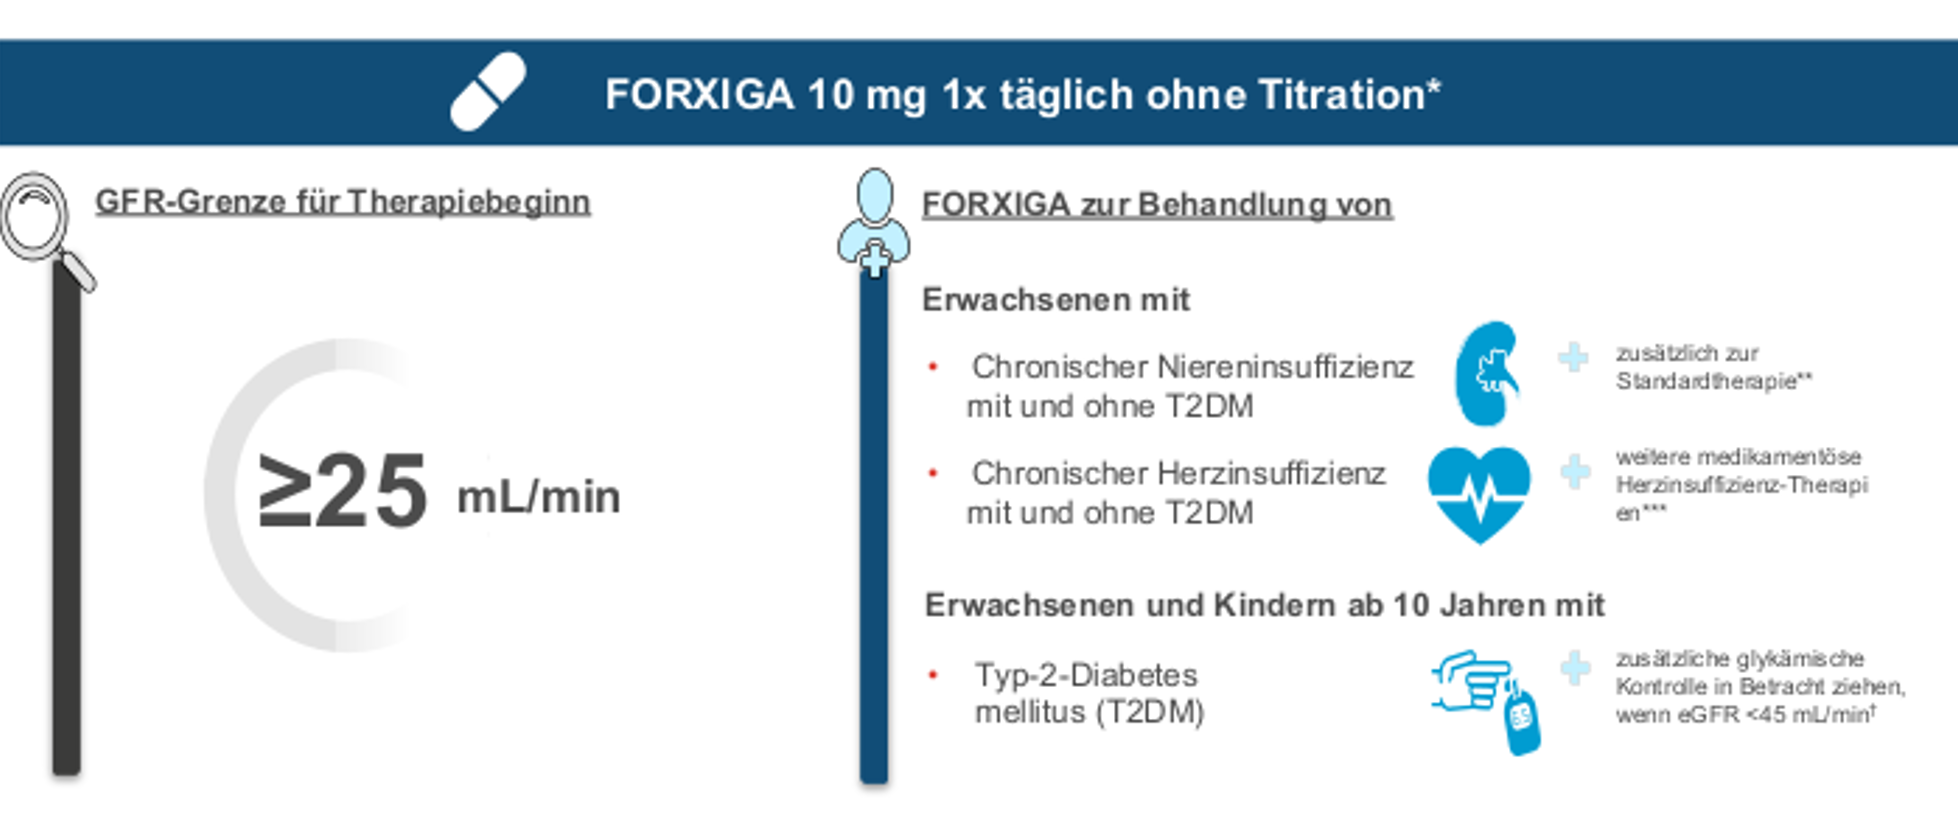 FORXIGA 10 mg 1x täglich ohne Titration*
GFR-Grenze für Therapiebeginn
≥25 mL/min
FORXIGA zur Behandlung von
Erwachsenen mit
• Chronischer Niereninsuffizienz
mit und ohne T2DM
zusätzlich zur
Standardtherapie**
• Chronischer Herzinsuffizienz
mit und ohne T2DM
weitere medikamentöse
Herzinsuffizienz-Therapi
en***
Erwachsenen und Kindern ab 10 Jahren mit
• Typ-2-Diabetes
mellitus (T2DM)
zusätzliche glykämische
Kontrolle in Betracht ziehen,
wenn eGFR <45 mL/min†